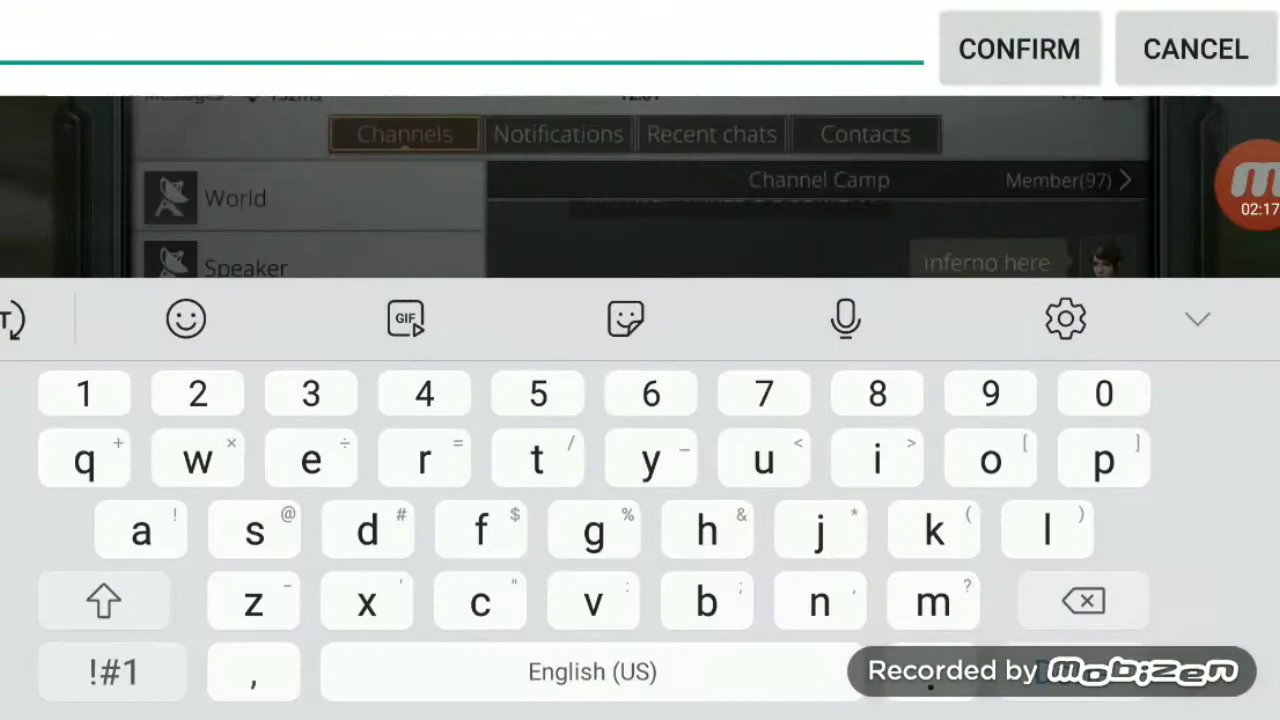 CONFIRM CANCEL
Channels Notifications Recent chats Contacts
World Channel Camp Member(97)
02:17
Speaker inferno here
T GIF
1 2 3 4 5 6 7 8 9 0
q + w × e ÷ r = t / y _ u < i > o [ p ]
a ! s @ d # f $ g % h & j * k ( l )
z - x ' c " v : b ; n , m ?
!#1 , English (US) . Recorded by mobizen